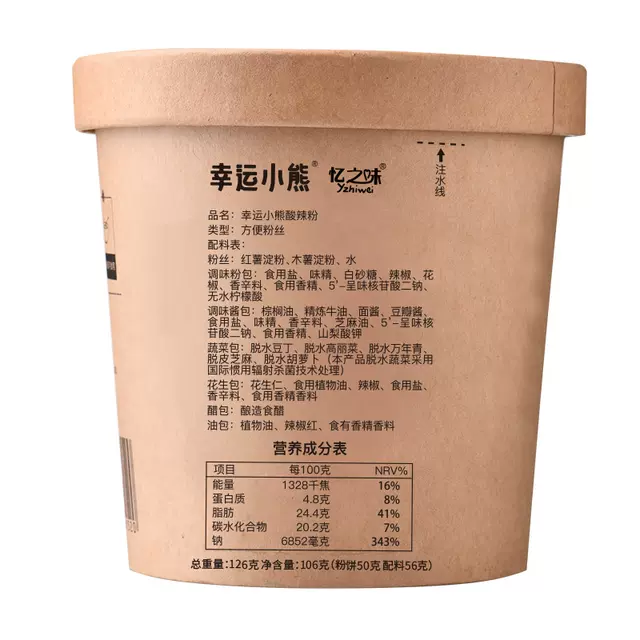 幸运小熊® 忆之味®
Yzhiwei
注水线
品名：幸运小熊酸辣粉
类型：方便粉丝
配料表：
粉丝：红薯淀粉、木薯淀粉、水
调味粉包：食用盐、味精、白砂糖、辣椒、花
椒、香辛料、食用香精、5'-呈味核苷酸二钠、
无水柠檬酸
调味酱包：棕榈油、精炼牛油、面酱、豆瓣酱、
食用盐、味精、香辛料、芝麻油、5'-呈味核
苷酸二钠、食用香精、山梨酸钾
蔬菜包：脱水豆丁、脱水高丽菜、脱水万年青、
脱皮芝麻、脱水胡萝卜（本产品脱水蔬菜采用
国际惯用辐射杀菌技术处理）
花生包：花生仁、食用植物油、辣椒、食用盐、
香辛料、食用香精香料
醋包：酿造食醋
油包：植物油、辣椒红、食有香精香料
营养成分表
项目 每100克 NRV%
能量 1328千焦 16%
蛋白质 4.8克 8%
脂肪 24.4克 41%
碳水化合物 20.2克 7%
钠 6852毫克 343%
总重量：126克 净含量：106克（粉饼50克 配料56克）